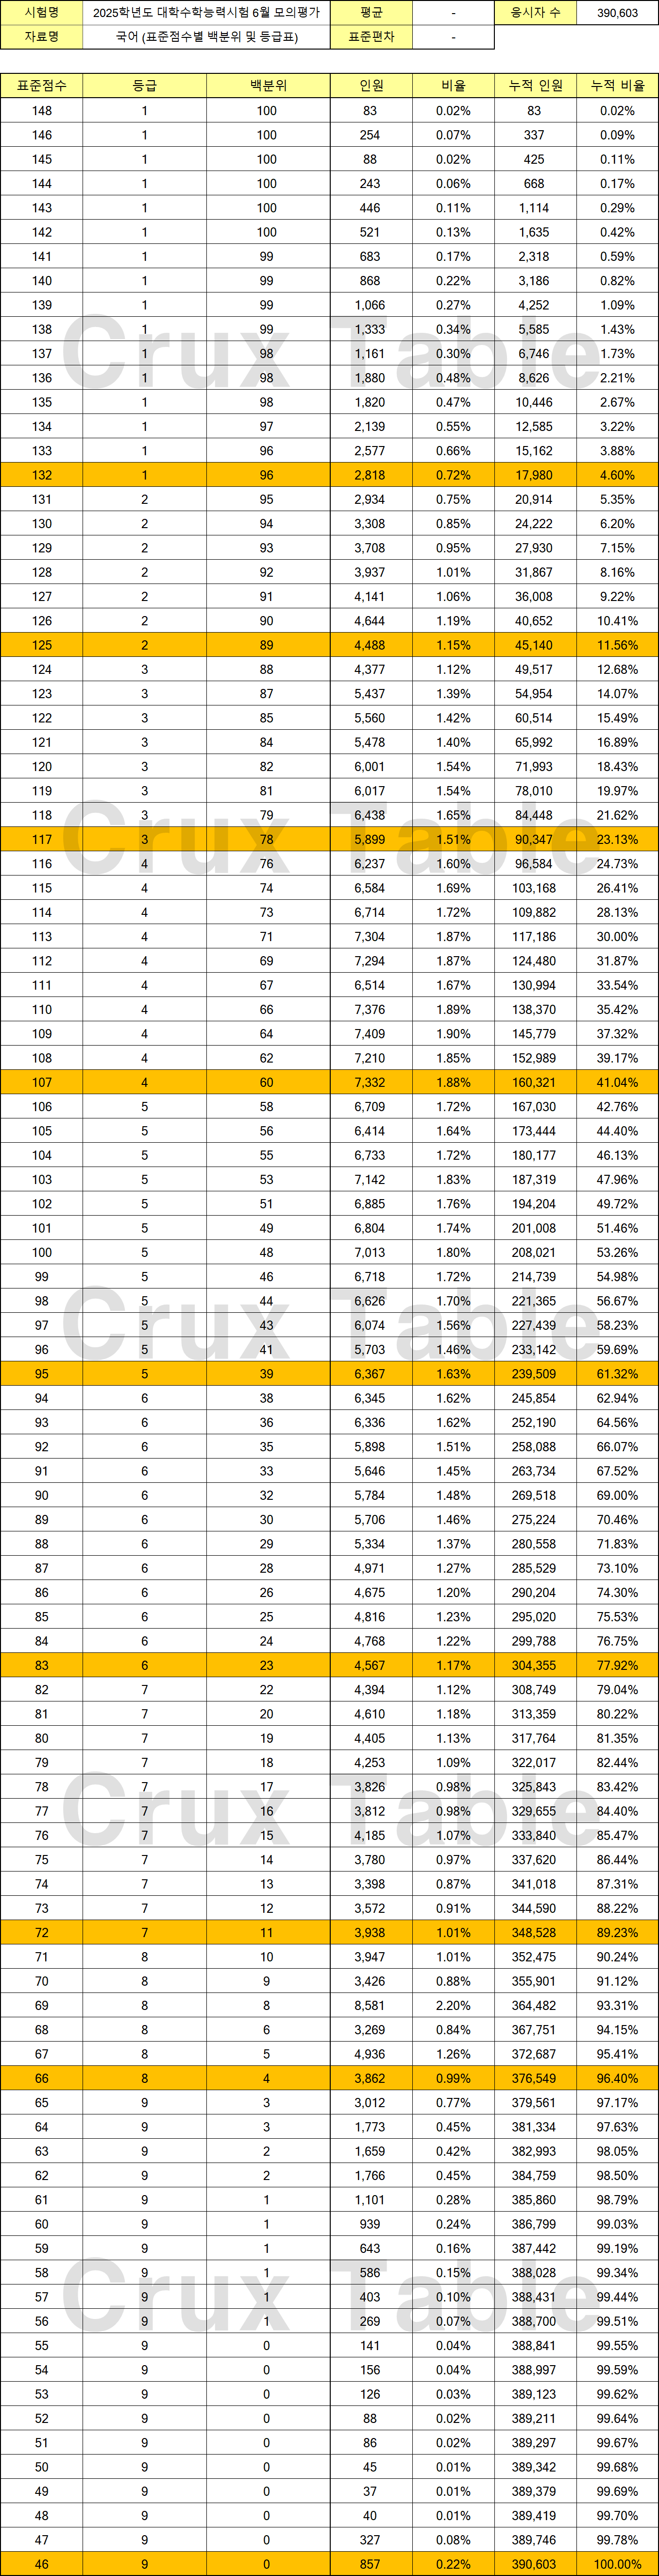 시험명 2025학년도 대학수학능력시험 6월 모의평가 평균 - 응시자 수 390,603
자료명 국어 (표준점수별 백분위 및 등급표) 표준편차 -
표준점수 등급 백분위 인원 비율 누적 인원 누적 비율
148 1 100 83 0.02% 83 0.02%
146 1 100 254 0.07% 337 0.09%
145 1 100 88 0.02% 425 0.11%
144 1 100 243 0.06% 668 0.17%
143 1 100 446 0.11% 1,114 0.29%
142 1 100 521 0.13% 1,635 0.42%
141 1 99 683 0.17% 2,318 0.59%
140 1 99 868 0.22% 3,186 0.82%
139 1 99 1,066 0.27% 4,252 1.09%
138 1 99 1,333 0.34% 5,585 1.43%
Crux Table
137 1 98 1,161 0.30% 6,746 1.73%
136 1 98 1,880 0.48% 8,626 2.21%
135 1 98 1,820 0.47% 10,446 2.67%
134 1 97 2,139 0.55% 12,585 3.22%
133 1 96 2,577 0.66% 15,162 3.88%
132 1 96 2,818 0.72% 17,980 4.60%
131 2 95 2,934 0.75% 20,914 5.35%
130 2 94 3,308 0.85% 24,222 6.20%
129 2 93 3,708 0.95% 27,930 7.15%
128 2 92 3,937 1.01% 31,867 8.16%
127 2 91 4,141 1.06% 36,008 9.22%
126 2 90 4,644 1.19% 40,652 10.41%
125 2 89 4,488 1.15% 45,140 11.56%
124 3 88 4,377 1.12% 49,517 12.68%
123 3 87 5,437 1.39% 54,954 14.07%
122 3 85 5,560 1.42% 60,514 15.49%
121 3 84 5,478 1.40% 65,992 16.89%
120 3 82 6,001 1.54% 71,993 18.43%
119 3 81 6,017 1.54% 78,010 19.97%
118 3 79 6,438 1.65% 84,448 21.62%
Crux Table
117 3 78 5,899 1.51% 90,347 23.13%
116 4 76 6,237 1.60% 96,584 24.73%
115 4 74 6,584 1.69% 103,168 26.41%
114 4 73 6,714 1.72% 109,882 28.13%
113 4 71 7,304 1.87% 117,186 30.00%
112 4 69 7,294 1.87% 124,480 31.87%
111 4 67 6,514 1.67% 130,994 33.54%
110 4 66 7,376 1.89% 138,370 35.42%
109 4 64 7,409 1.90% 145,779 37.32%
108 4 62 7,210 1.85% 152,989 39.17%
107 4 60 7,332 1.88% 160,321 41.04%
106 5 58 6,709 1.72% 167,030 42.76%
105 5 56 6,414 1.64% 173,444 44.40%
104 5 55 6,733 1.72% 180,177 46.13%
103 5 53 7,142 1.83% 187,319 47.96%
102 5 51 6,885 1.76% 194,204 49.72%
101 5 49 6,804 1.74% 201,008 51.46%
100 5 48 7,013 1.80% 208,021 53.26%
99 5 46 6,718 1.72% 214,739 54.98%
98 5 44 6,626 1.70% 221,365 56.67%
Crux Table
97 5 43 6,074 1.56% 227,439 58.23%
96 5 41 5,703 1.46% 233,142 59.69%
95 5 39 6,367 1.63% 239,509 61.32%
94 6 38 6,345 1.62% 245,854 62.94%
93 6 36 6,336 1.62% 252,190 64.56%
92 6 35 5,898 1.51% 258,088 66.07%
91 6 33 5,646 1.45% 263,734 67.52%
90 6 32 5,784 1.48% 269,518 69.00%
89 6 30 5,706 1.46% 275,224 70.46%
88 6 29 5,334 1.37% 280,558 71.83%
87 6 28 4,971 1.27% 285,529 73.10%
86 6 26 4,675 1.20% 290,204 74.30%
85 6 25 4,816 1.23% 295,020 75.53%
84 6 24 4,768 1.22% 299,788 76.75%
83 6 23 4,567 1.17% 304,355 77.92%
82 7 22 4,394 1.12% 308,749 79.04%
81 7 20 4,610 1.18% 313,359 80.22%
80 7 19 4,405 1.13% 317,764 81.35%
79 7 18 4,253 1.09% 322,017 82.44%
78 7 17 3,826 0.98% 325,843 83.42%
Crux Table
77 7 16 3,812 0.98% 329,655 84.40%
76 7 15 4,185 1.07% 333,840 85.47%
75 7 14 3,780 0.97% 337,620 86.44%
74 7 13 3,398 0.87% 341,018 87.31%
73 7 12 3,572 0.91% 344,590 88.22%
72 7 11 3,938 1.01% 348,528 89.23%
71 8 10 3,947 1.01% 352,475 90.24%
70 8 9 3,426 0.88% 355,901 91.12%
69 8 8 8,581 2.20% 364,482 93.31%
68 8 6 3,269 0.84% 367,751 94.15%
67 8 5 4,936 1.26% 372,687 95.41%
66 8 4 3,862 0.99% 376,549 96.40%
65 9 3 3,012 0.77% 379,561 97.17%
64 9 3 1,773 0.45% 381,334 97.63%
63 9 2 1,659 0.42% 382,993 98.05%
62 9 2 1,766 0.45% 384,759 98.50%
61 9 1 1,101 0.28% 385,860 98.79%
60 9 1 939 0.24% 386,799 99.03%
59 9 1 643 0.16% 387,442 99.19%
58 9 1 586 0.15% 388,028 99.34%
Crux Table
57 9 1 403 0.10% 388,431 99.44%
56 9 1 269 0.07% 388,700 99.51%
55 9 0 141 0.04% 388,841 99.55%
54 9 0 156 0.04% 388,997 99.59%
53 9 0 126 0.03% 389,123 99.62%
52 9 0 88 0.02% 389,211 99.64%
51 9 0 86 0.02% 389,297 99.67%
50 9 0 45 0.01% 389,342 99.68%
49 9 0 37 0.01% 389,379 99.69%
48 9 0 40 0.01% 389,419 99.70%
47 9 0 327 0.08% 389,746 99.78%
46 9 0 857 0.22% 390,603 100.00%